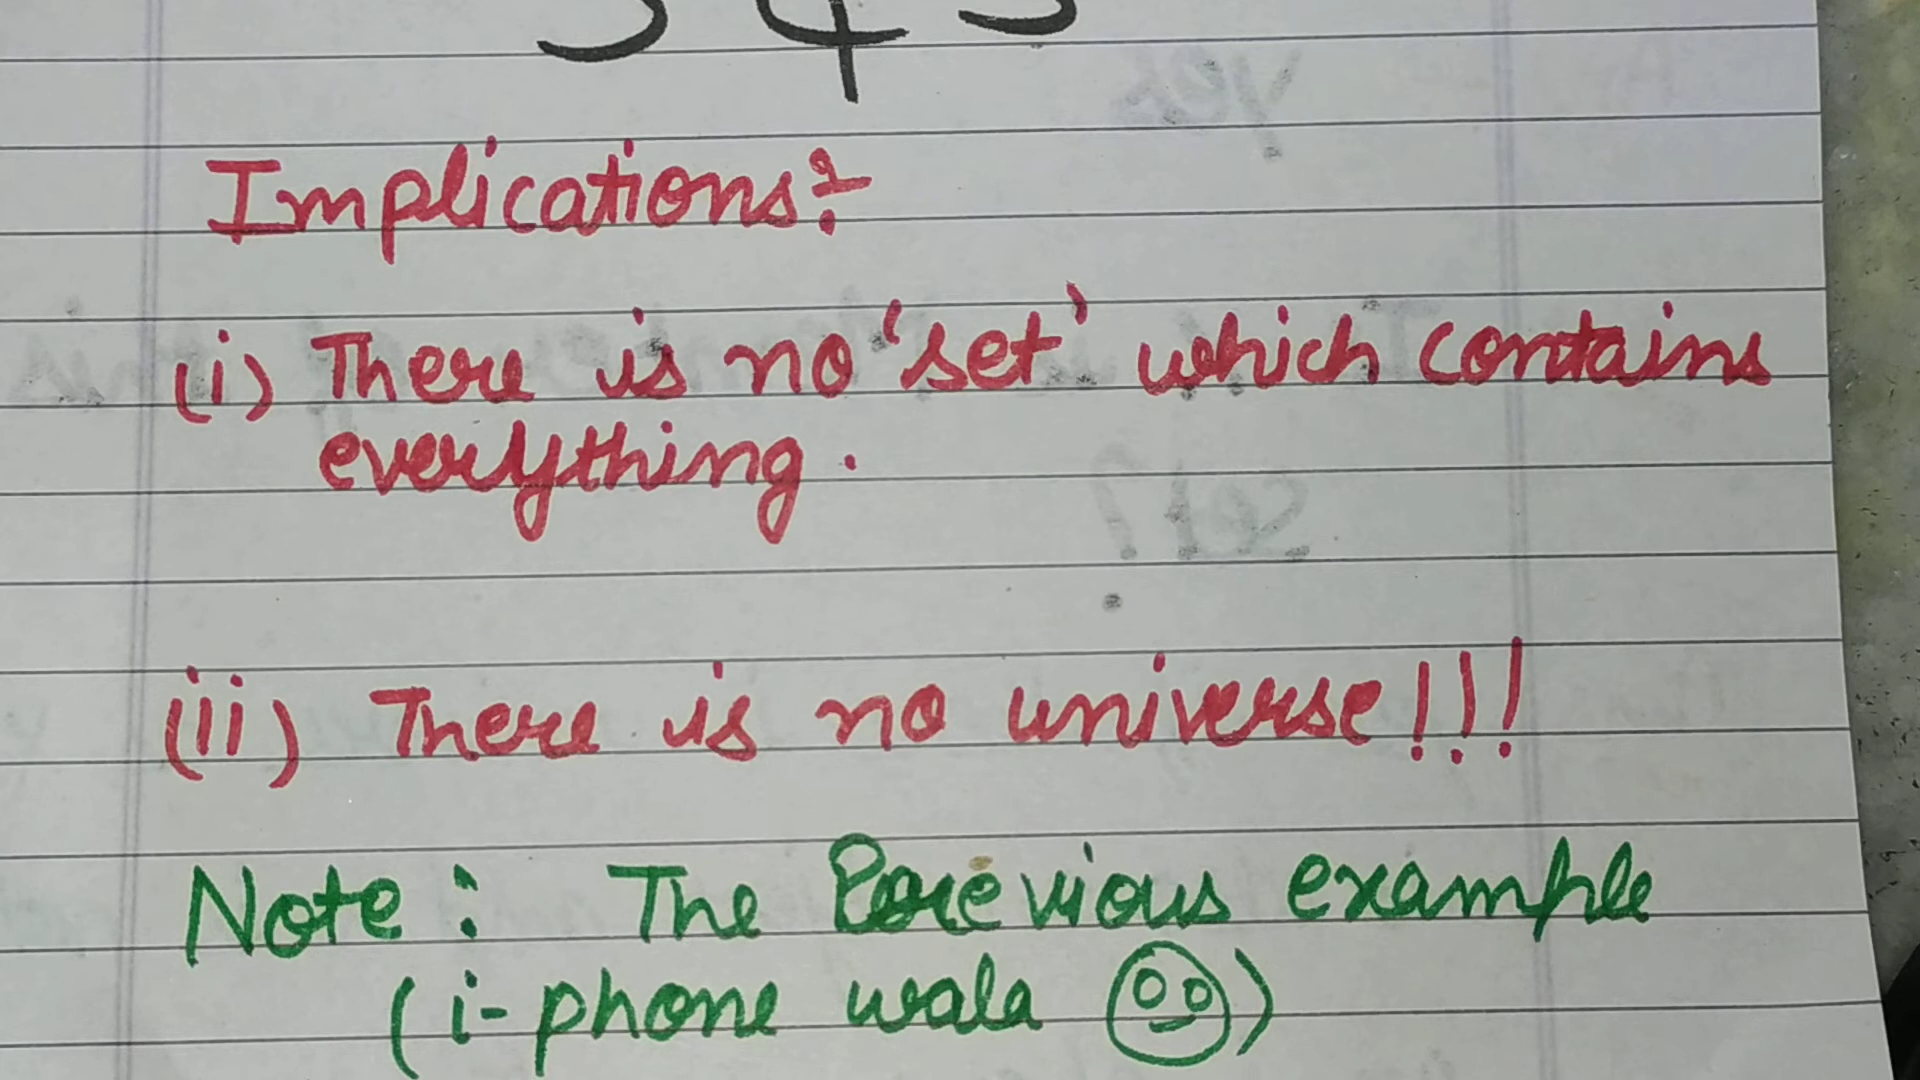 Implications?
(i) There is no 'set' which contains
everything.
(ii) There is no universe!!!
Note: The Previous example
(i-phone wala )